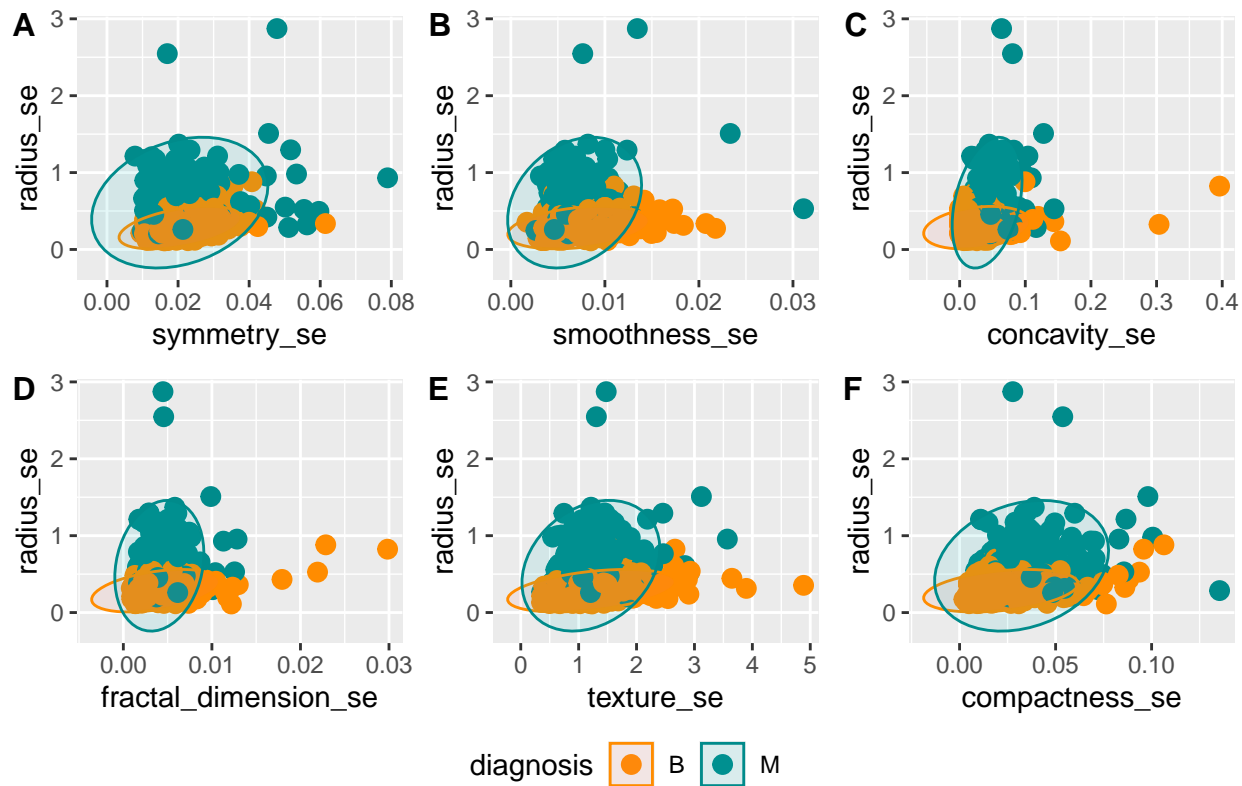 A
radius_se
3
2
1
0
0.00 0.02 0.04 0.06 0.08
symmetry_se
B
radius_se
3
2
1
0
0.00 0.01 0.02 0.03
smoothness_se
C
radius_se
3
2
1
0
0.0 0.1 0.2 0.3 0.4
concavity_se
D
radius_se
3
2
1
0
0.00 0.01 0.02 0.03
fractal_dimension_se
E
radius_se
3
2
1
0
0 1 2 3 4 5
texture_se
F
radius_se
3
2
1
0
0.00 0.05 0.10
compactness_se
diagnosis B M